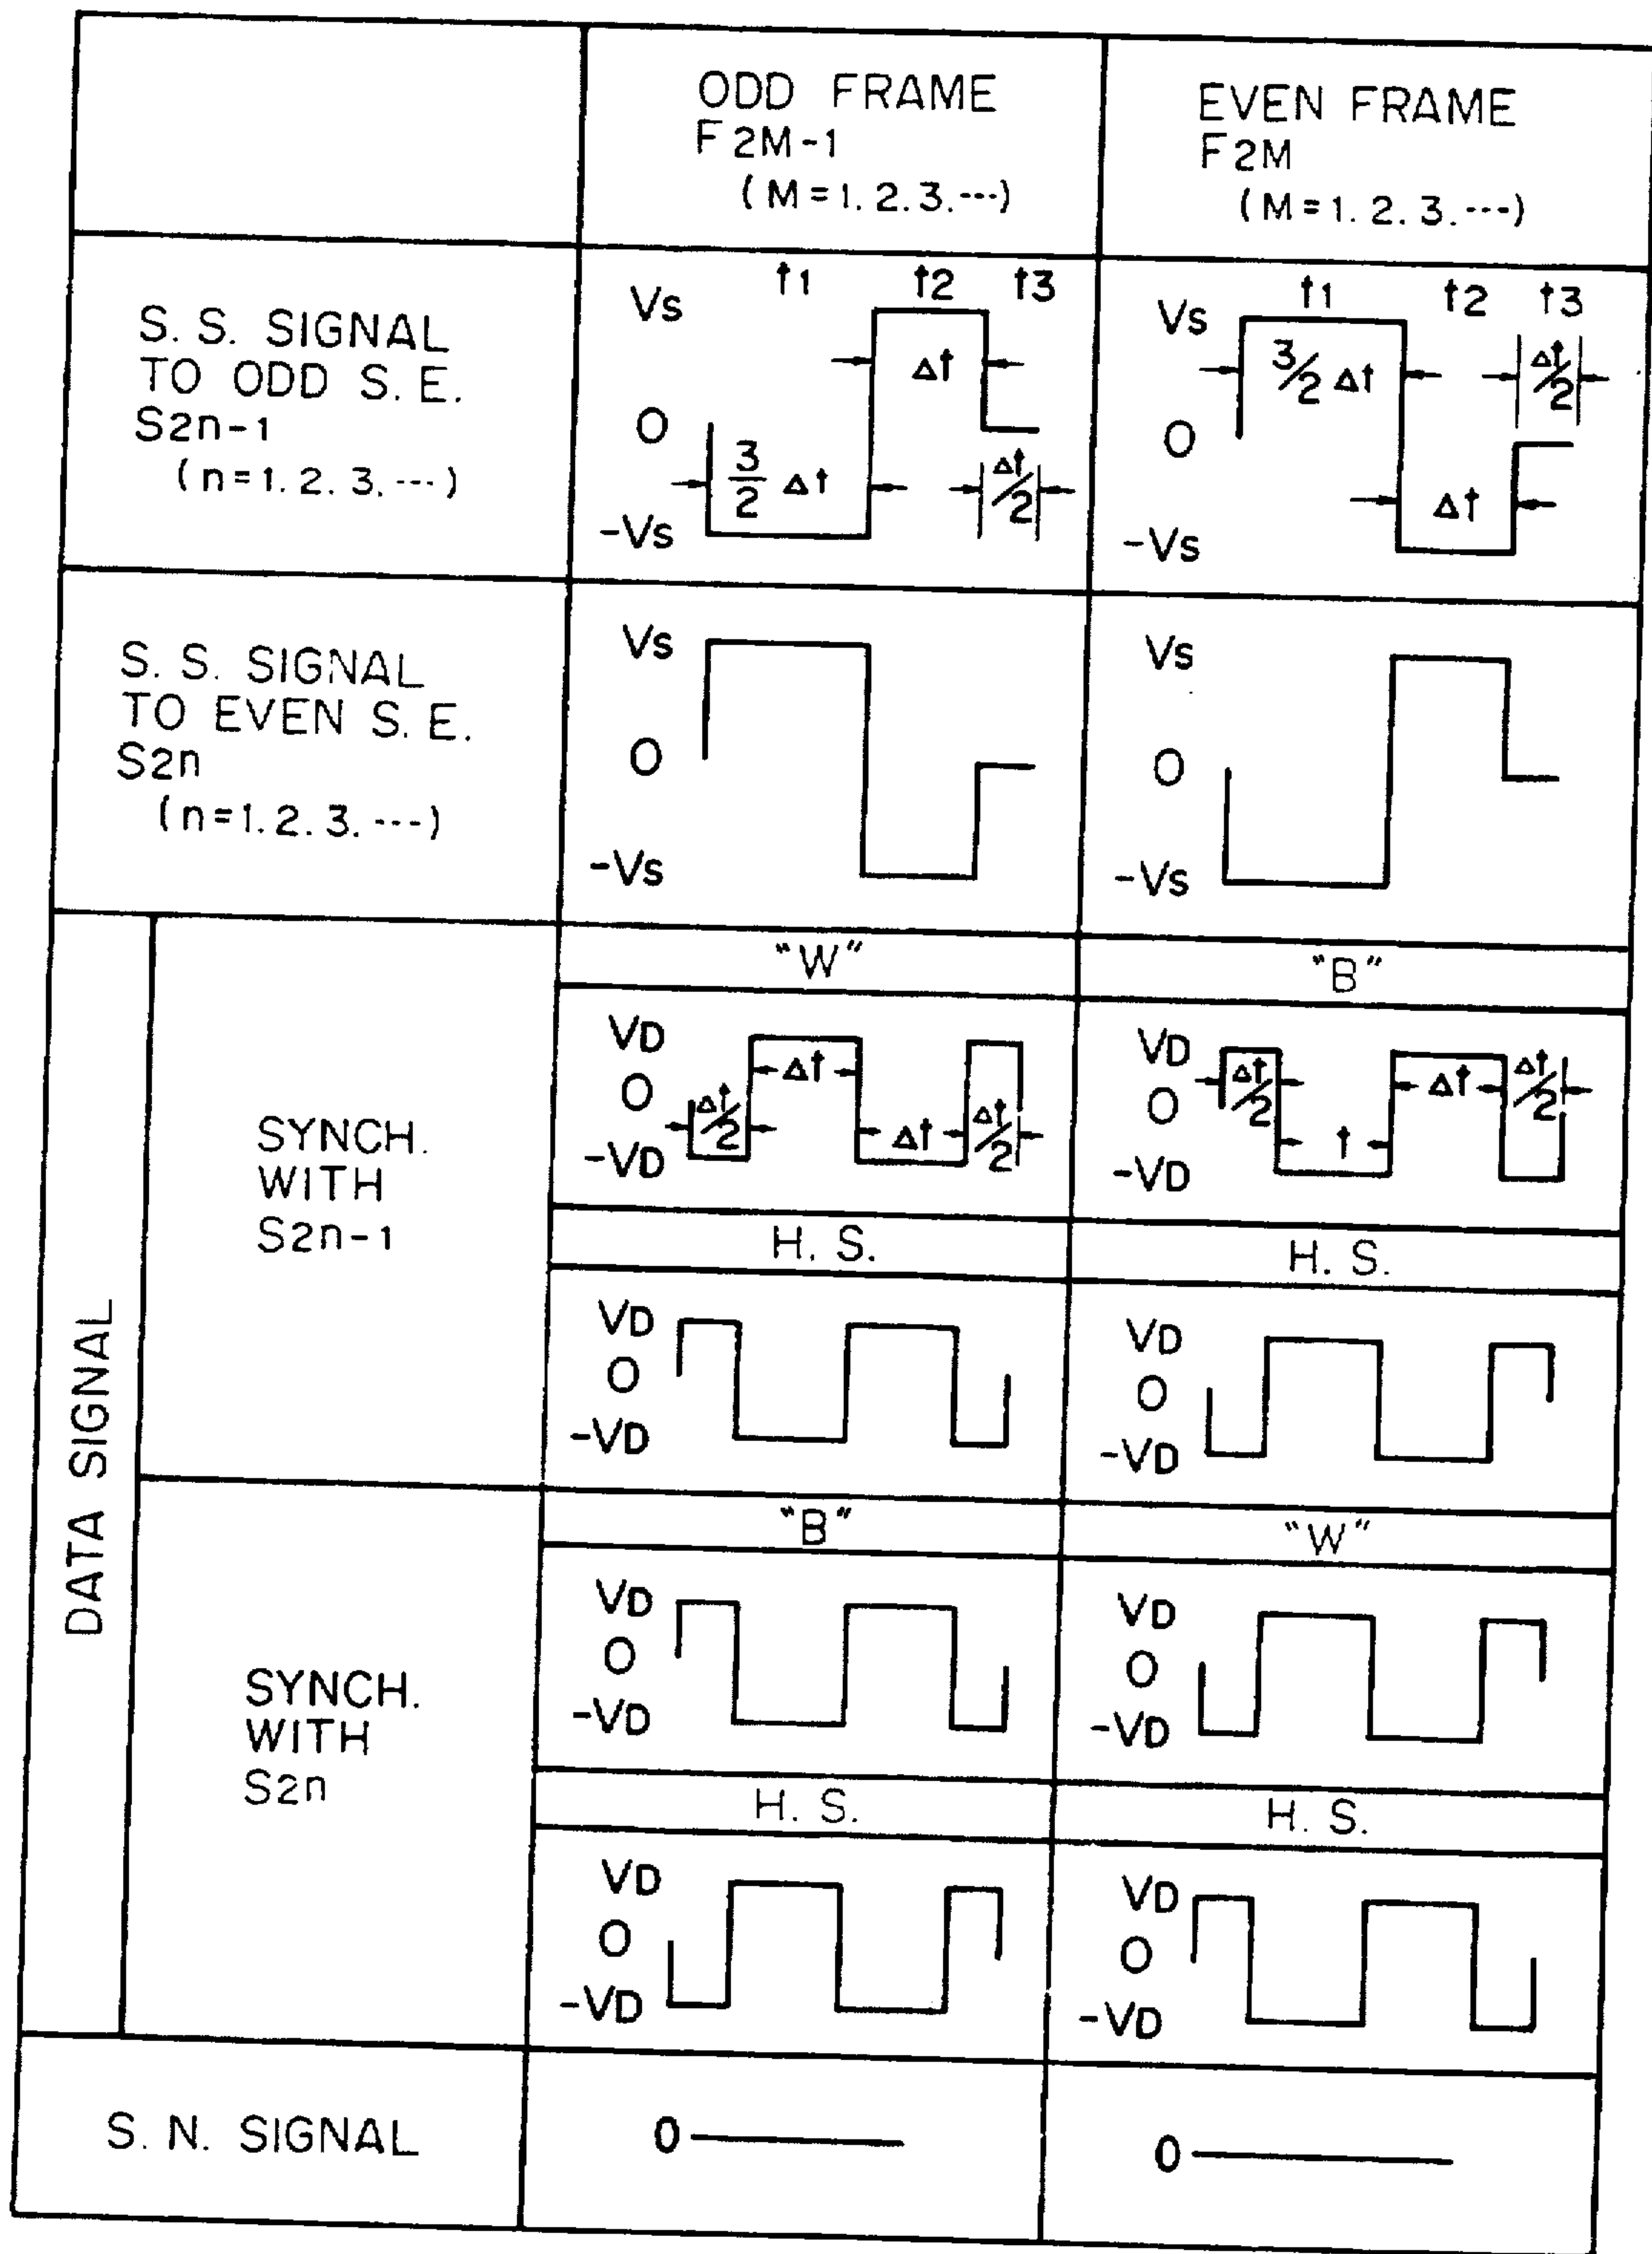 ODD FRAME
F2M-1
(M=1.2.3.---)
EVEN FRAME
F2M
(M=1.2.3.---)
S.S. SIGNAL
TO ODD S.E.
S2n-1
(n=1.2.3.---)
Vs
t1
t2
t3
Δt
O
3/2 Δt
Δt/2
-Vs
Vs
t1
t2
t3
3/2 Δt
Δt/2
O
Δt
-Vs
S.S. SIGNAL
TO EVEN S.E.
S2n
(n=1.2.3.---)
Vs
O
-Vs
Vs
O
-Vs
DATA SIGNAL
SYNCH.
WITH
S2n-1
"W"
"B"
VD
Δt
O
Δt/2
Δt
Δt/2
-VD
VD
Δt/2
Δt
Δt/2
O
t
-VD
H.S.
H.S.
VD
O
-VD
VD
O
-VD
SYNCH.
WITH
S2n
"B"
"W"
VD
O
-VD
VD
O
-VD
H.S.
H.S.
VD
O
-VD
VD
O
-VD
S.N. SIGNAL
0
0